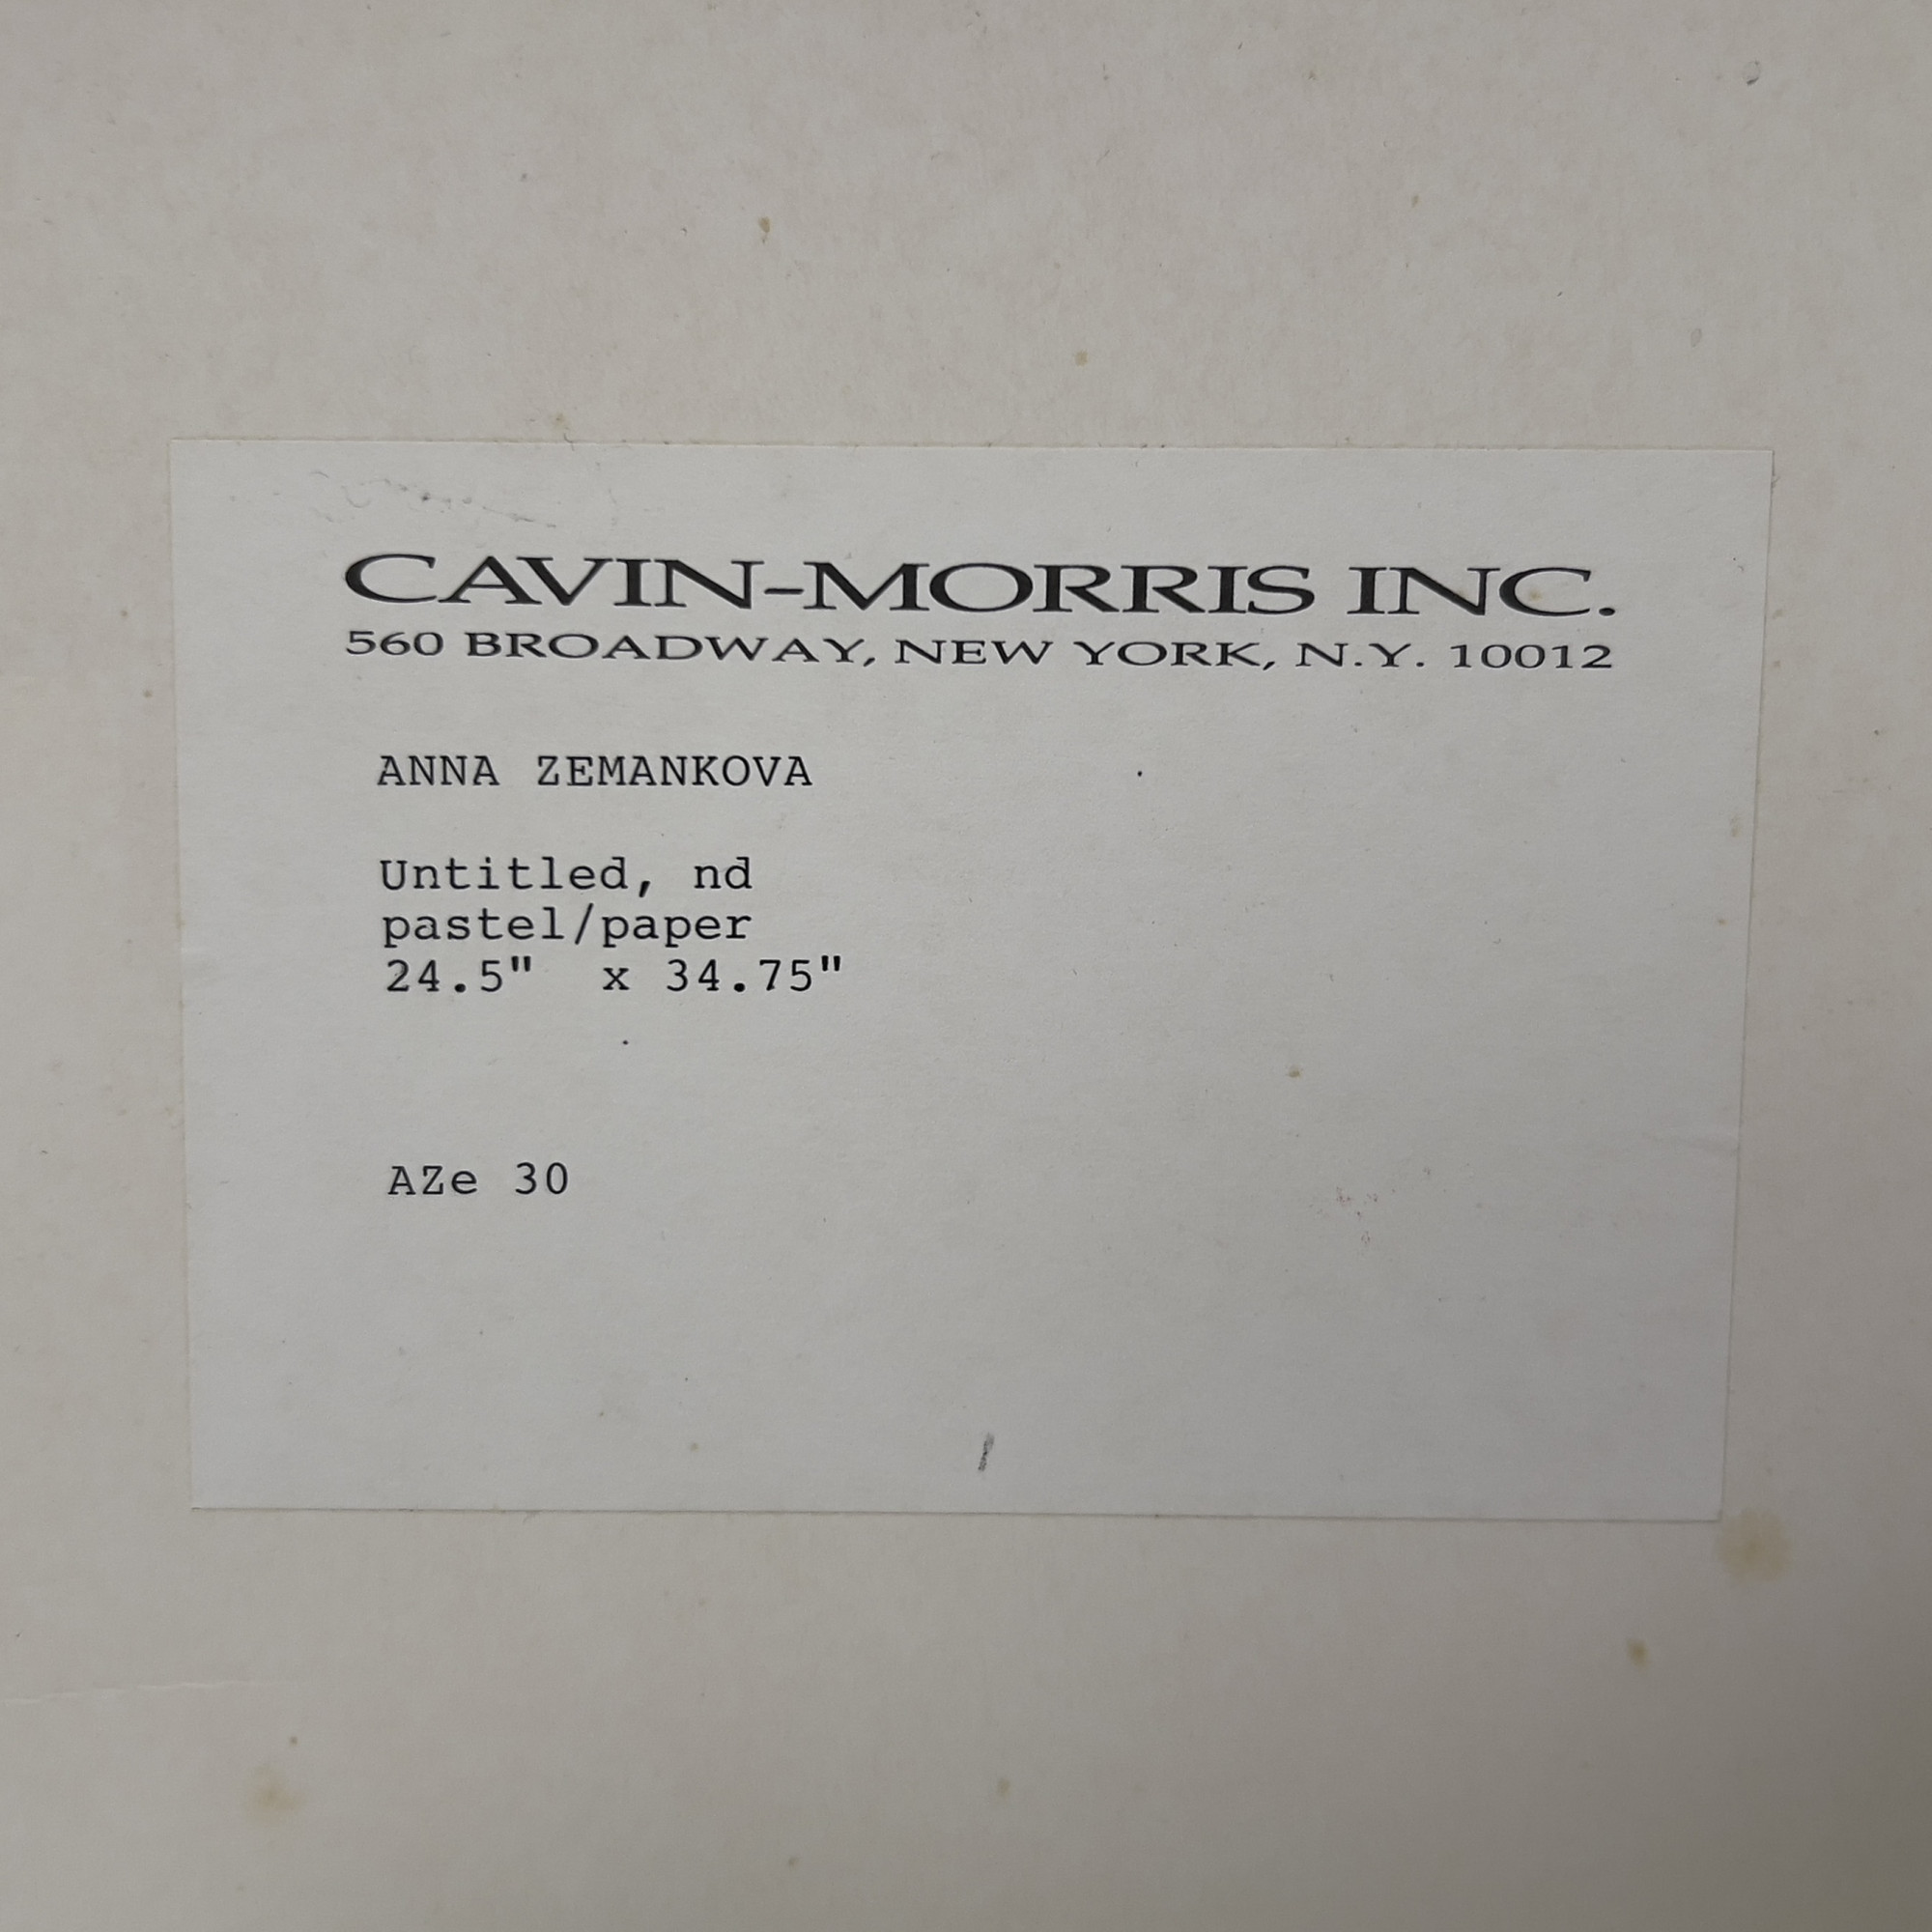 CAVIN-MORRIS INC.
560 BROADWAY, NEW YORK, N.Y. 10012
ANNA ZEMANKOVA
Untitled, nd
pastel/paper
24.5" x 34.75"
AZe 30